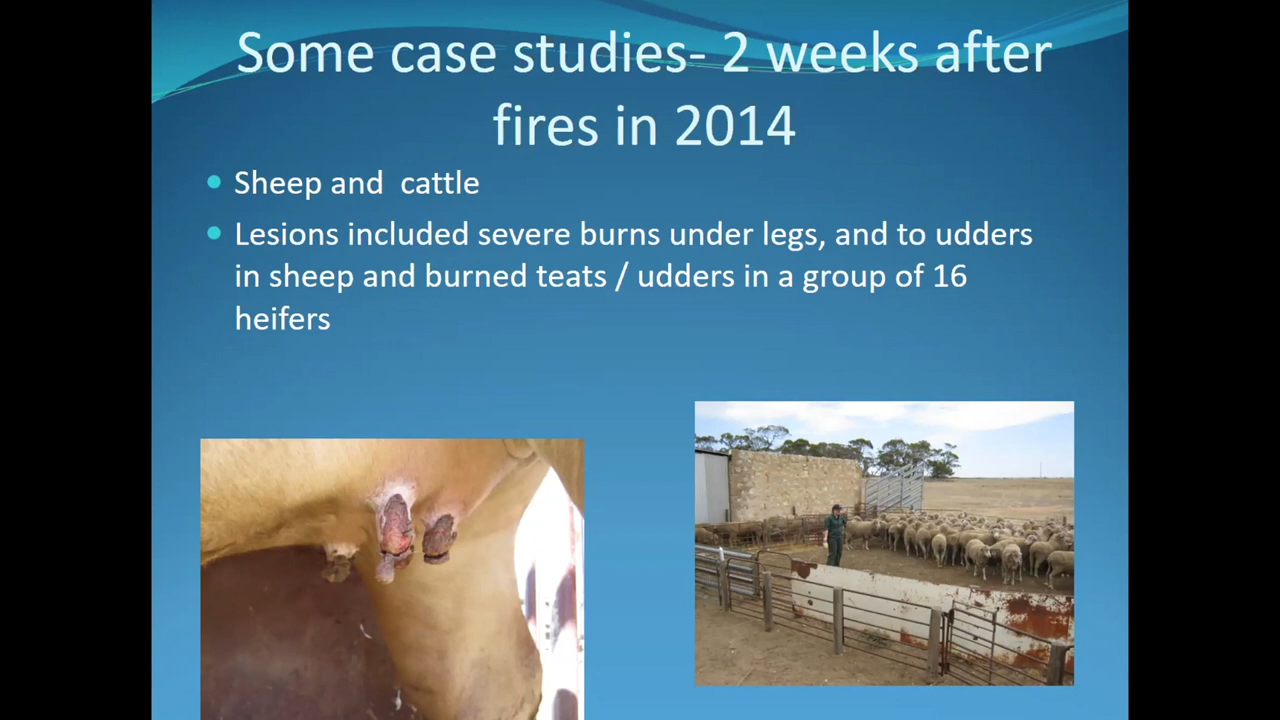 Some case studies- 2 weeks after
fires in 2014
Sheep and  cattle
Lesions included severe burns under legs, and to udders
in sheep and burned teats / udders in a group of 16
heifers